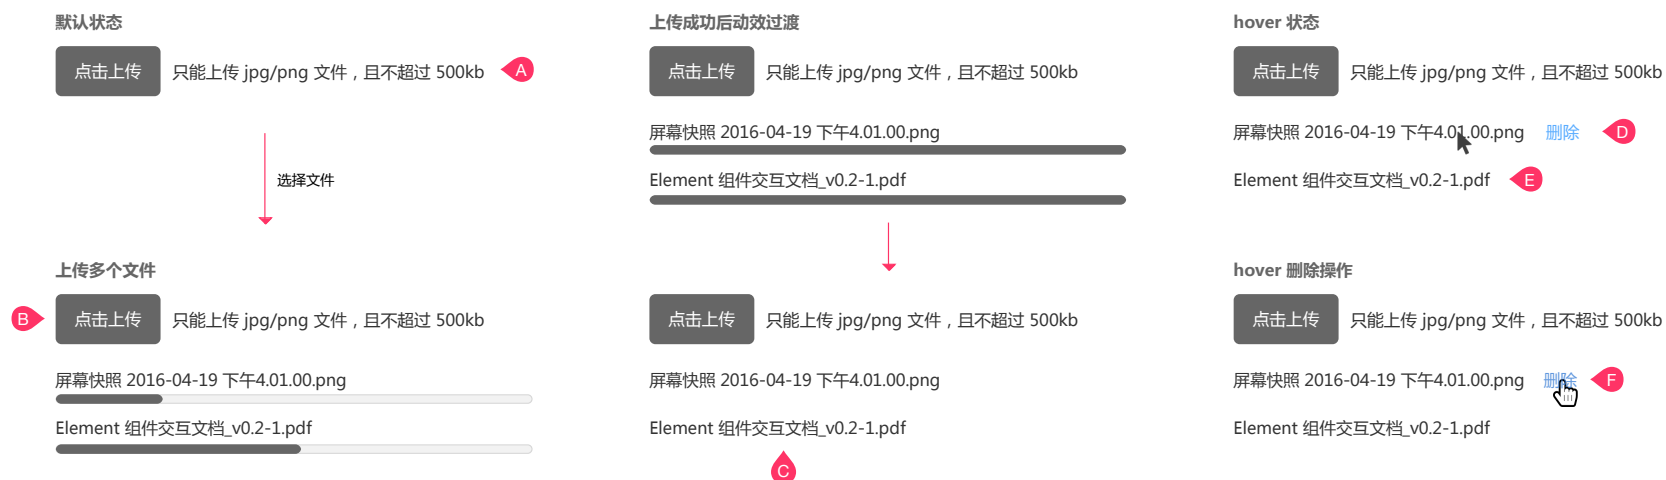 默认状态
点击上传 只能上传 jpg/png 文件，且不超过 500kb A
选择文件
上传多个文件
B 点击上传 只能上传 jpg/png 文件，且不超过 500kb
屏幕快照 2016-04-19 下午4.01.00.png
Element 组件交互文档_v0.2-1.pdf
上传成功后动效过渡
点击上传 只能上传 jpg/png 文件，且不超过 500kb
屏幕快照 2016-04-19 下午4.01.00.png
Element 组件交互文档_v0.2-1.pdf
点击上传 只能上传 jpg/png 文件，且不超过 500kb
屏幕快照 2016-04-19 下午4.01.00.png
Element 组件交互文档_v0.2-1.pdf
C
hover 状态
点击上传 只能上传 jpg/png 文件，且不超过 500kb
屏幕快照 2016-04-19 下午4.01.00.png 删除 D
Element 组件交互文档_v0.2-1.pdf E
hover 删除操作
点击上传 只能上传 jpg/png 文件，且不超过 500kb
屏幕快照 2016-04-19 下午4.01.00.png 删除 F
Element 组件交互文档_v0.2-1.pdf